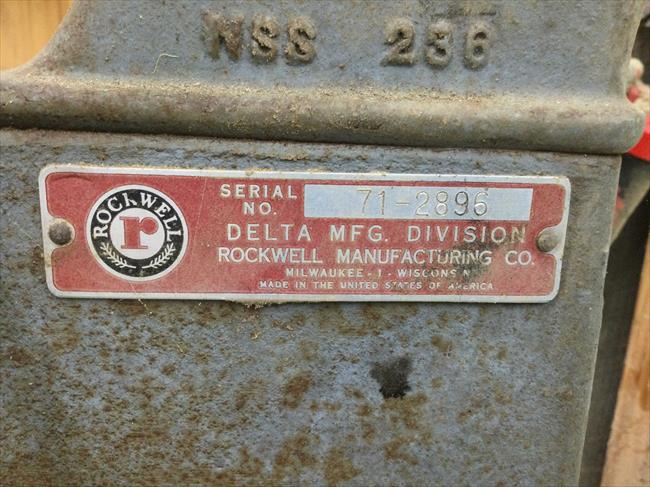 NSS 236
ROCKWELL
r
SERIAL NO. 71-2896
DELTA MFG. DIVISION
ROCKWELL MANUFACTURING CO.
MILWAUKEE-1-WISCONSIN
MADE IN THE UNITED STATES OF AMERICA